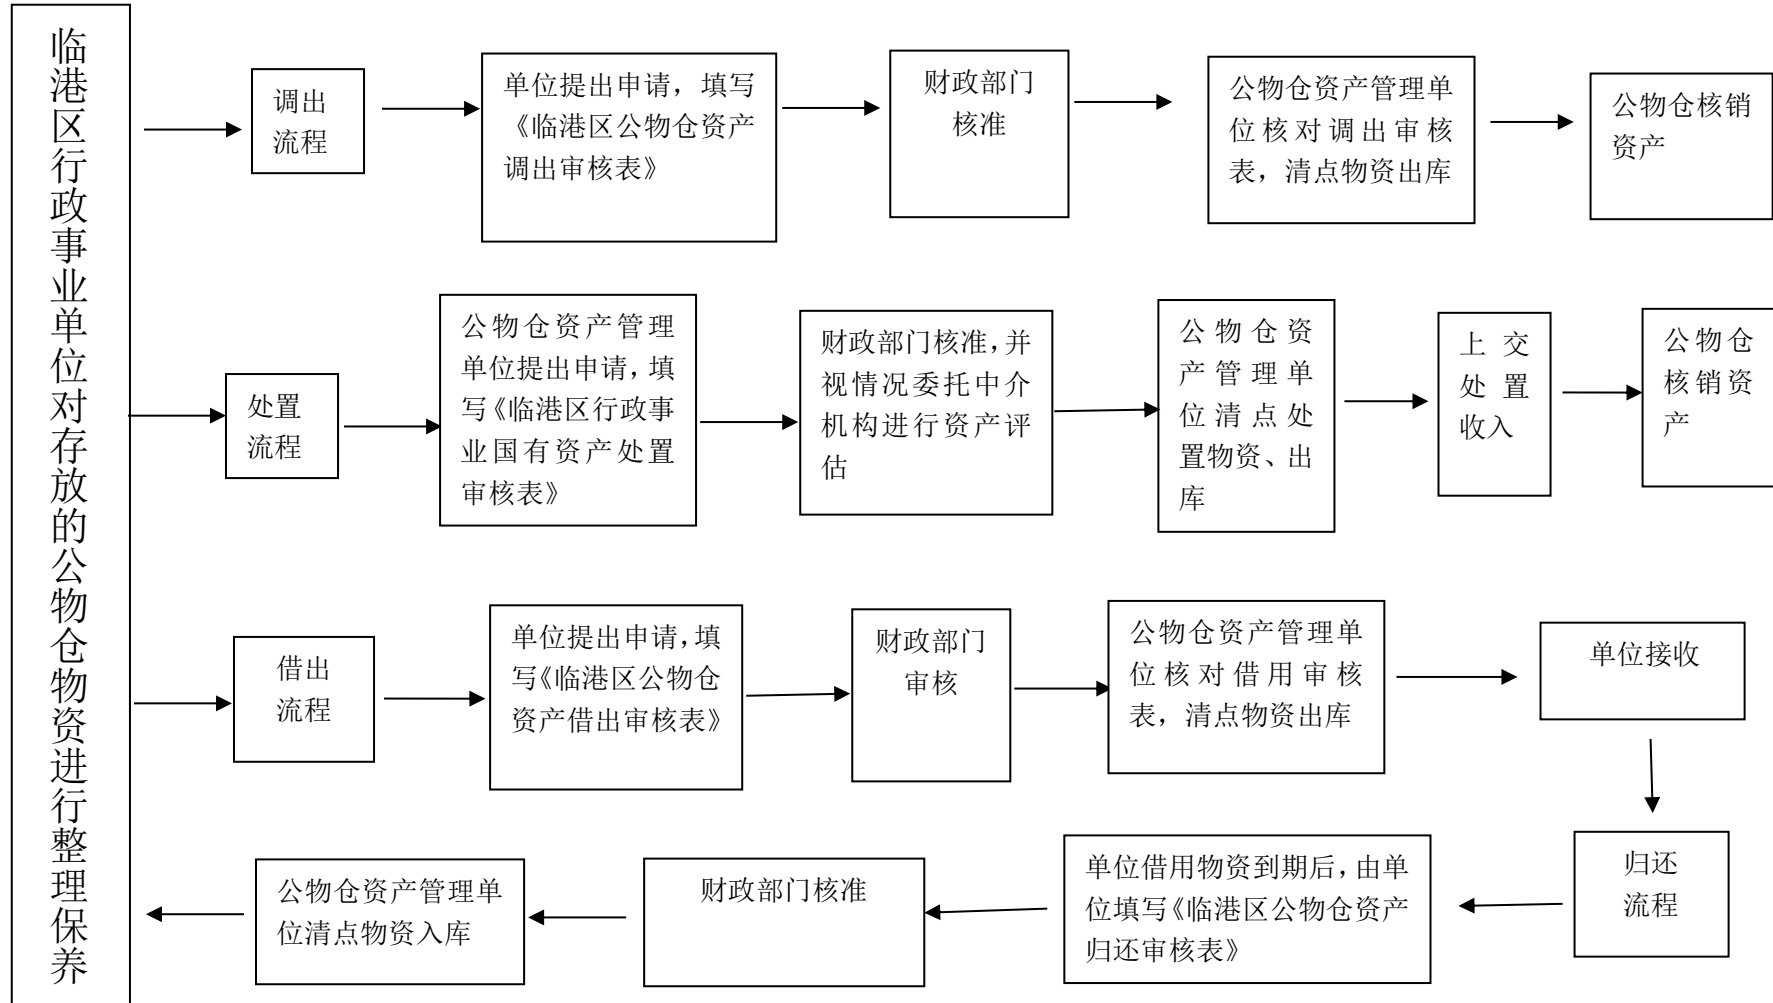 临港区行政事业单位对存放的公物仓物资进行整理保养
调出
流程
单位提出申请，填写
《临港区公物仓资产
调出审核表》
财政部门
核准
公物仓资产管理单
位核对调出审核
表，清点物资出库
公物仓核销
资产
处置
流程
公物仓资产管理
单位提出申请，填
写《临港区行政事
业国有资产处置
审核表》
财政部门核准，并
视情况委托中介
机构进行资产评
估
公物仓资
产管理单
位清点处
置物资、出
库
上交
处置
收入
公物仓
核销资
产
借出
流程
单位提出申请，填
写《临港区公物仓
资产借出审核表》
财政部门
审核
公物仓资产管理单
位核对借用审核
表，清点物资出库
单位接收
归还
流程
单位借用物资到期后，由单
位填写《临港区公物仓资产
归还审核表》
财政部门核准
公物仓资产管理单
位清点物资入库